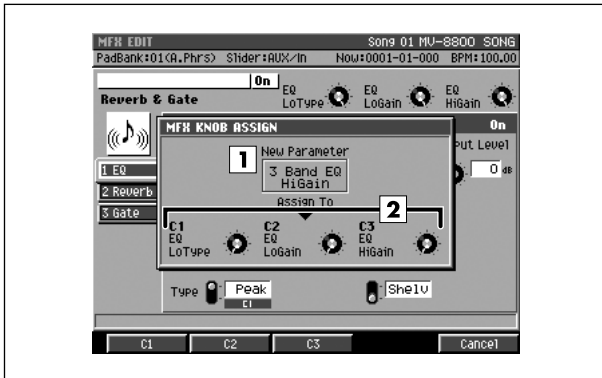 MFX EDIT Song 01 MV-8800 SONG
PadBank:01(A.Phrs) Slider:AUX/In Now:0001-01-000 BPM:100.00
On
Reverb & Gate
EQ LoType
EQ LoGain
EQ HiGain
MFX KNOB ASSIGN
On
put Level
0 dB
1
New Parameter
3 Band EQ
HiGain
Assign To
2
1 EQ
2 Reverb
3 Gate
C1
EQ
LoType
C2
EQ
LoGain
C3
EQ
HiGain
Type Peak Shelv
C1
C1 C2 C3 Cancel